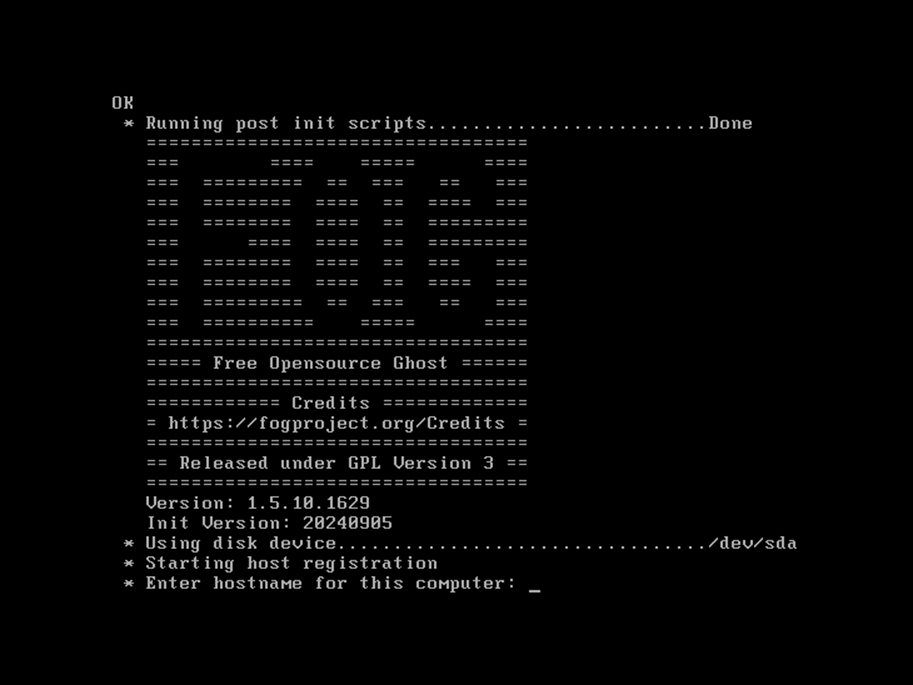 OK
* Running post init scripts.........................Done
==================================
===        ====    =====      ====
===  =========  ==  ===   ==   ===
===  ========  ====  ==  ====  ===
===  ========  ====  ==  =========
===      ====  ====  ==  =========
===  ========  ====  ==  ===   ===
===  ========  ====  ==  ====  ===
===  =========  ==  ===   ==   ===
===  ==========    =====      ====
==================================
===== Free Opensource Ghost ======
==================================
============ Credits =============
= https://fogproject.org/Credits =
==================================
== Released under GPL Version 3 ==
==================================
Version: 1.5.10.1629
Init Version: 20240905
* Using disk device................................./dev/sda
* Starting host registration
* Enter hostname for this computer: _